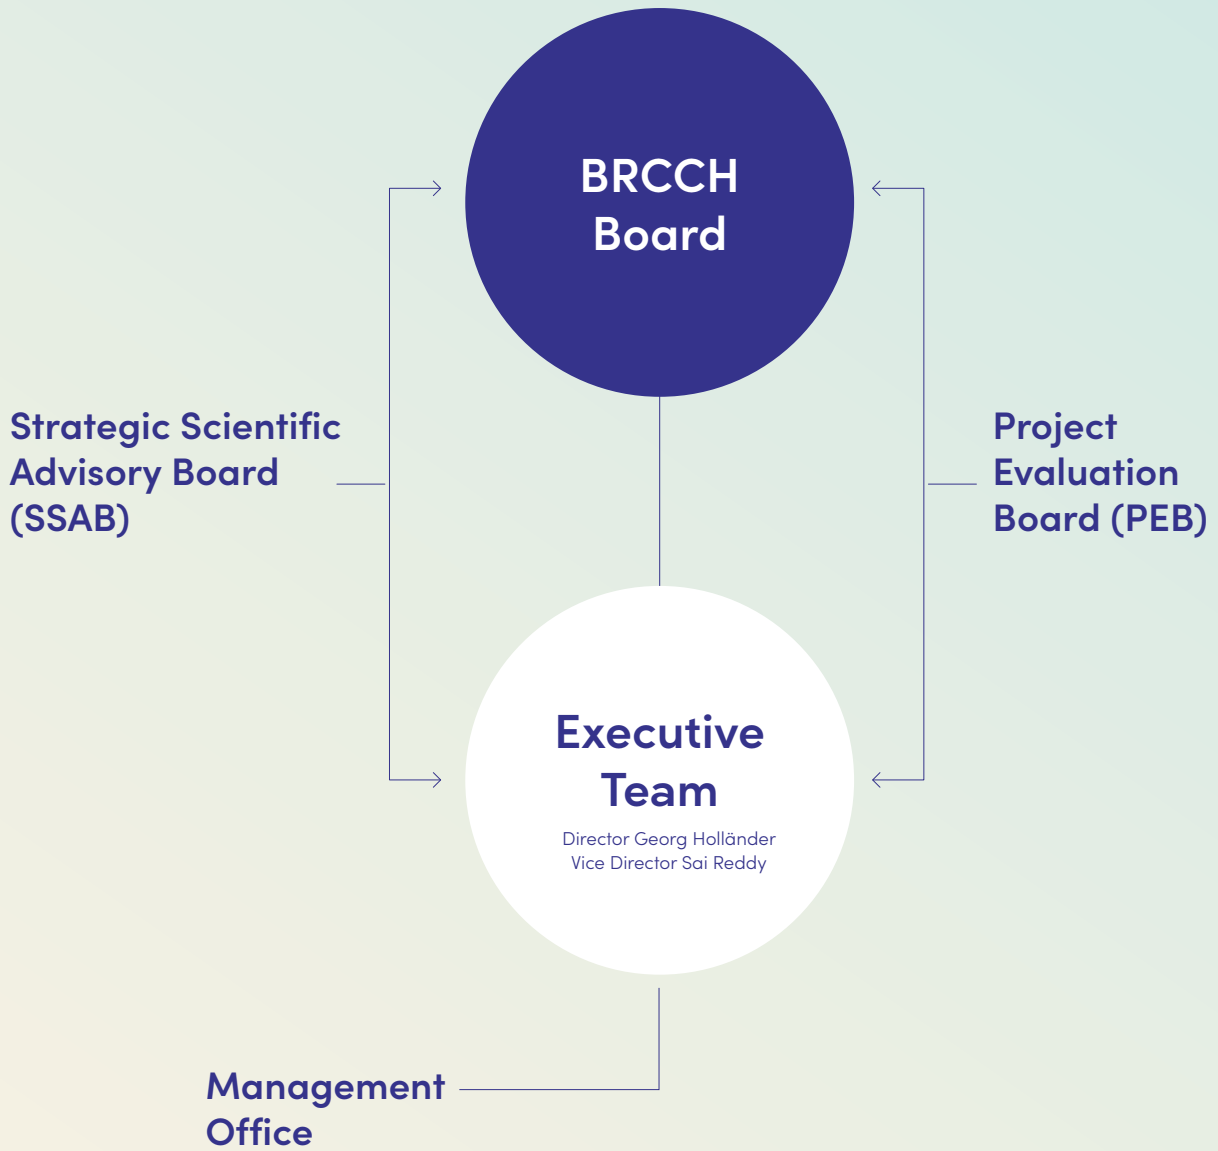 BRCCH
Board
Strategic Scientific
Advisory Board
(SSAB)
Project
Evaluation
Board (PEB)
Executive
Team
Director Georg Holländer
Vice Director Sai Reddy
Management
Office